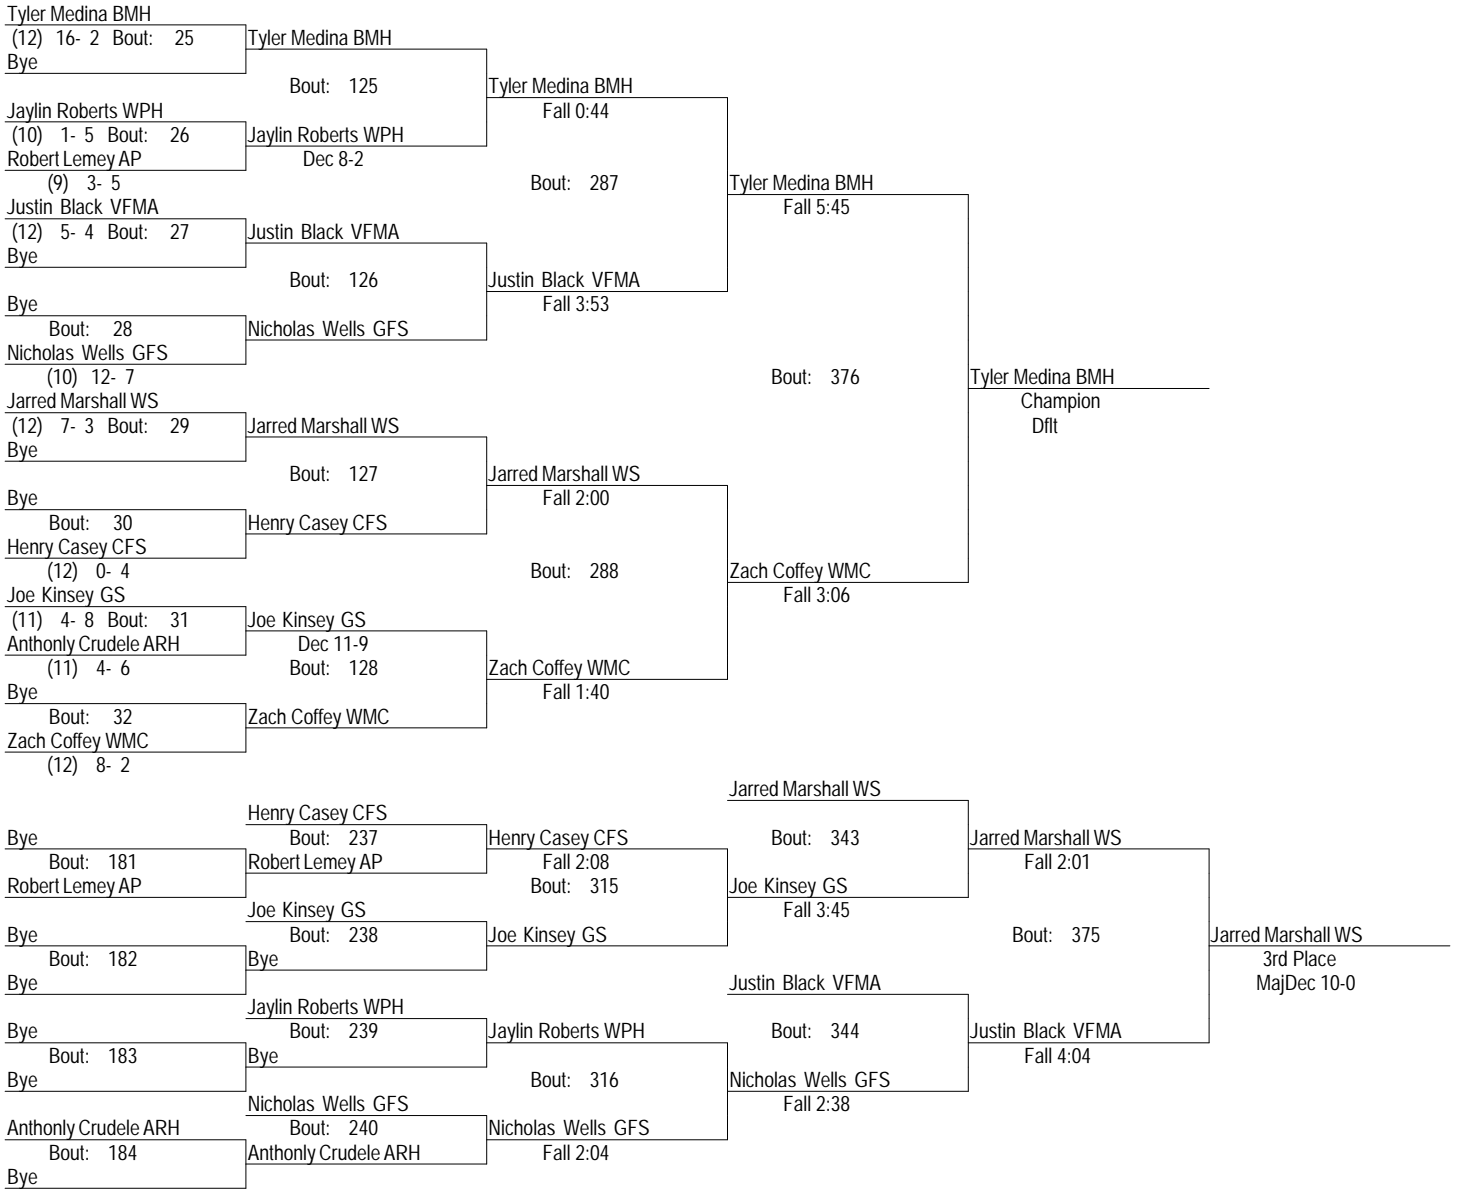 Tyler Medina BMH
(12) 16- 2 Bout: 25 Tyler Medina BMH
Bye
Bout: 125 Tyler Medina BMH
Jaylin Roberts WPH Fall 0:44
(10) 1- 5 Bout: 26 Jaylin Roberts WPH
Robert Lemey AP Dec 8-2
(9) 3- 5 Bout: 287 Tyler Medina BMH
Justin Black VFMA Fall 5:45
(12) 5- 4 Bout: 27 Justin Black VFMA
Bye
Bout: 126 Justin Black VFMA
Bye Fall 3:53
Bout: 28 Nicholas Wells GFS
Nicholas Wells GFS
(10) 12- 7 Bout: 376 Tyler Medina BMH
Jarred Marshall WS Champion
(12) 7- 3 Bout: 29 Jarred Marshall WS Dflt
Bye
Bout: 127 Jarred Marshall WS
Bye Fall 2:00
Bout: 30 Henry Casey CFS
Henry Casey CFS
(12) 0- 4 Bout: 288 Zach Coffey WMC
Joe Kinsey GS Fall 3:06
(11) 4- 8 Bout: 31 Joe Kinsey GS
Anthonly Crudele ARH Dec 11-9
(11) 4- 6 Bout: 128 Zach Coffey WMC
Bye Fall 1:40
Bout: 32 Zach Coffey WMC
Zach Coffey WMC
(12) 8- 2
Jarred Marshall WS
Henry Casey CFS
Bye Bout: 237 Henry Casey CFS Bout: 343 Jarred Marshall WS
Bout: 181 Robert Lemey AP Fall 2:08 Fall 2:01
Robert Lemey AP Bout: 315 Joe Kinsey GS
Joe Kinsey GS Fall 3:45
Bye Bout: 238 Joe Kinsey GS Bout: 375 Jarred Marshall WS
Bout: 182 Bye 3rd Place
Bye Justin Black VFMA MajDec 10-0
Jaylin Roberts WPH
Bye Bout: 239 Jaylin Roberts WPH Bout: 344 Justin Black VFMA
Bout: 183 Bye Fall 4:04
Bye Bout: 316 Nicholas Wells GFS
Nicholas Wells GFS Fall 2:38
Anthonly Crudele ARH Bout: 240 Nicholas Wells GFS
Bout: 184 Anthonly Crudele ARH Fall 2:04
Bye